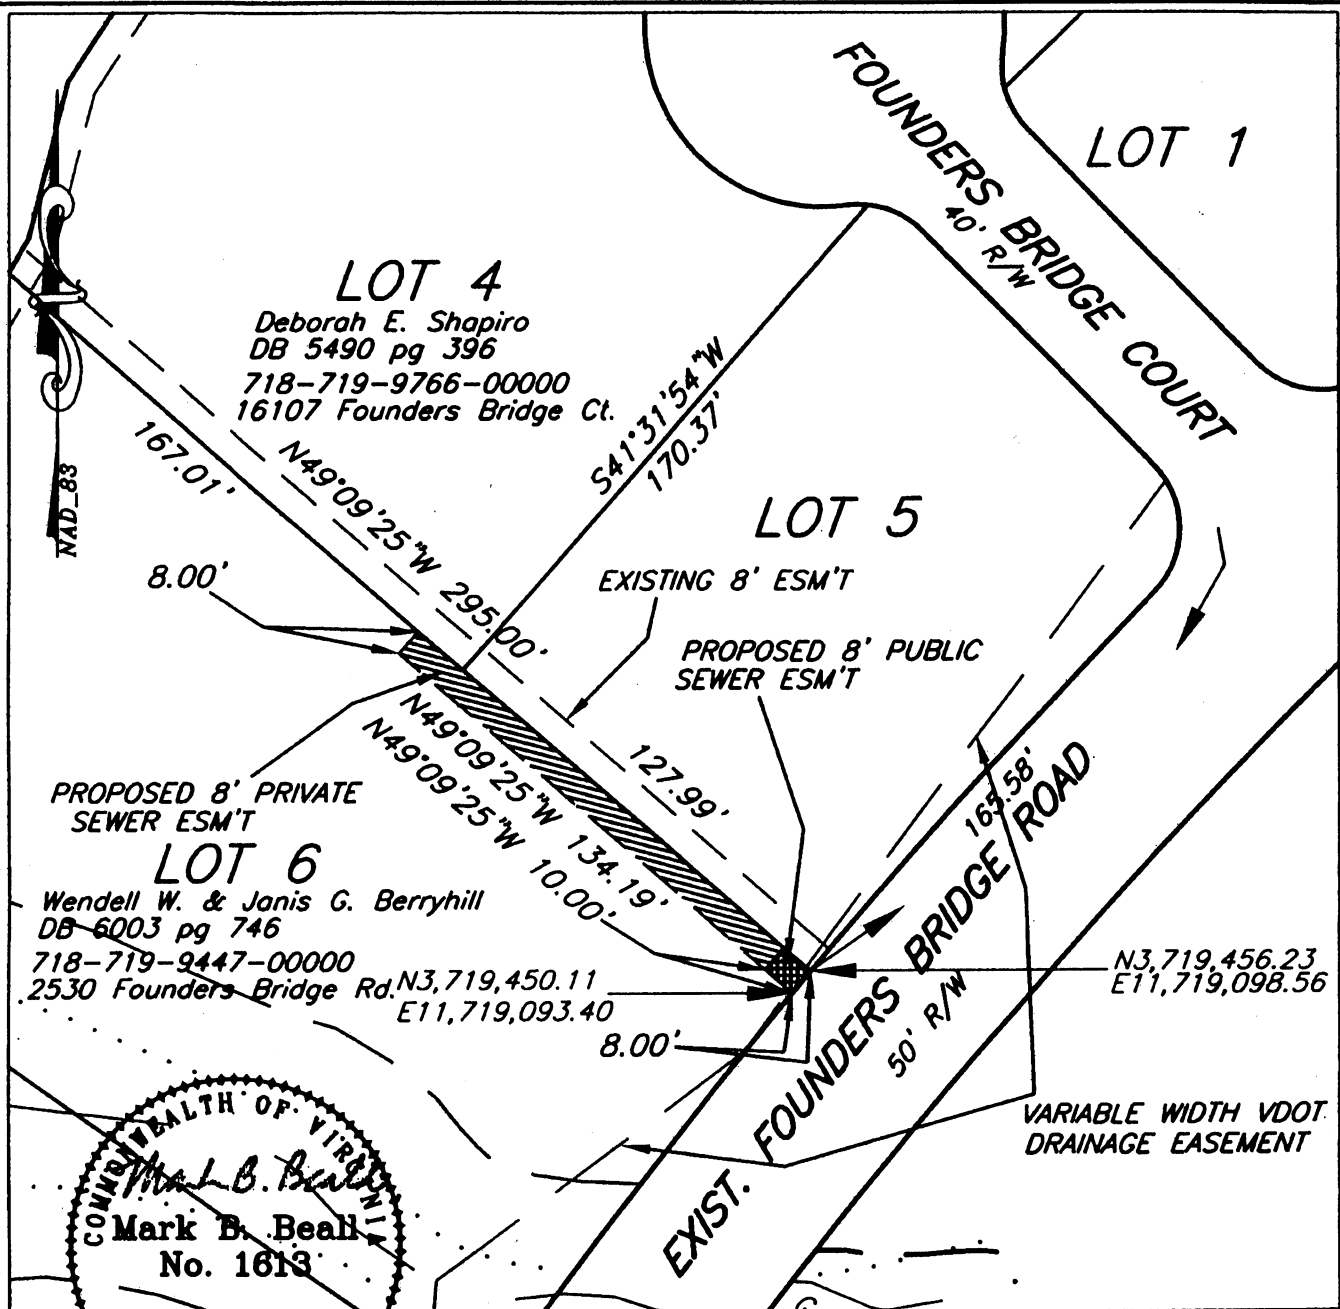 FOUNDERS BRIDGE COURT
40' R/W
LOT 1
LOT 4
Deborah E. Shapiro
DB 5490 pg 396
718-719-9766-00000
16107 Founders Bridge Ct.
NAD_83
167.01'
N49°09'25"W 295.00'
S41°31'54"W
170.37'
LOT 5
8.00'
EXISTING 8' ESM'T
PROPOSED 8' PUBLIC
SEWER ESM'T
N49°09'25"W 134.19'
N49°09'25"W 10.00'
127.99'
PROPOSED 8' PRIVATE
SEWER ESM'T
165.58'
LOT 6
Wendell W. & Janis G. Berryhill
DB 6003 pg 746
718-719-9447-00000
2530 Founders Bridge Rd.
N3,719,450.11
E11,719,093.40
N3,719,456.23
E11,719,098.56
8.00'
EXIST. FOUNDERS BRIDGE ROAD
50' R/W
VARIABLE WIDTH VDOT
DRAINAGE EASEMENT
COMMONWEALTH OF VIRGINIA
Mark B. Beall
Mark B. Beall
No. 1613